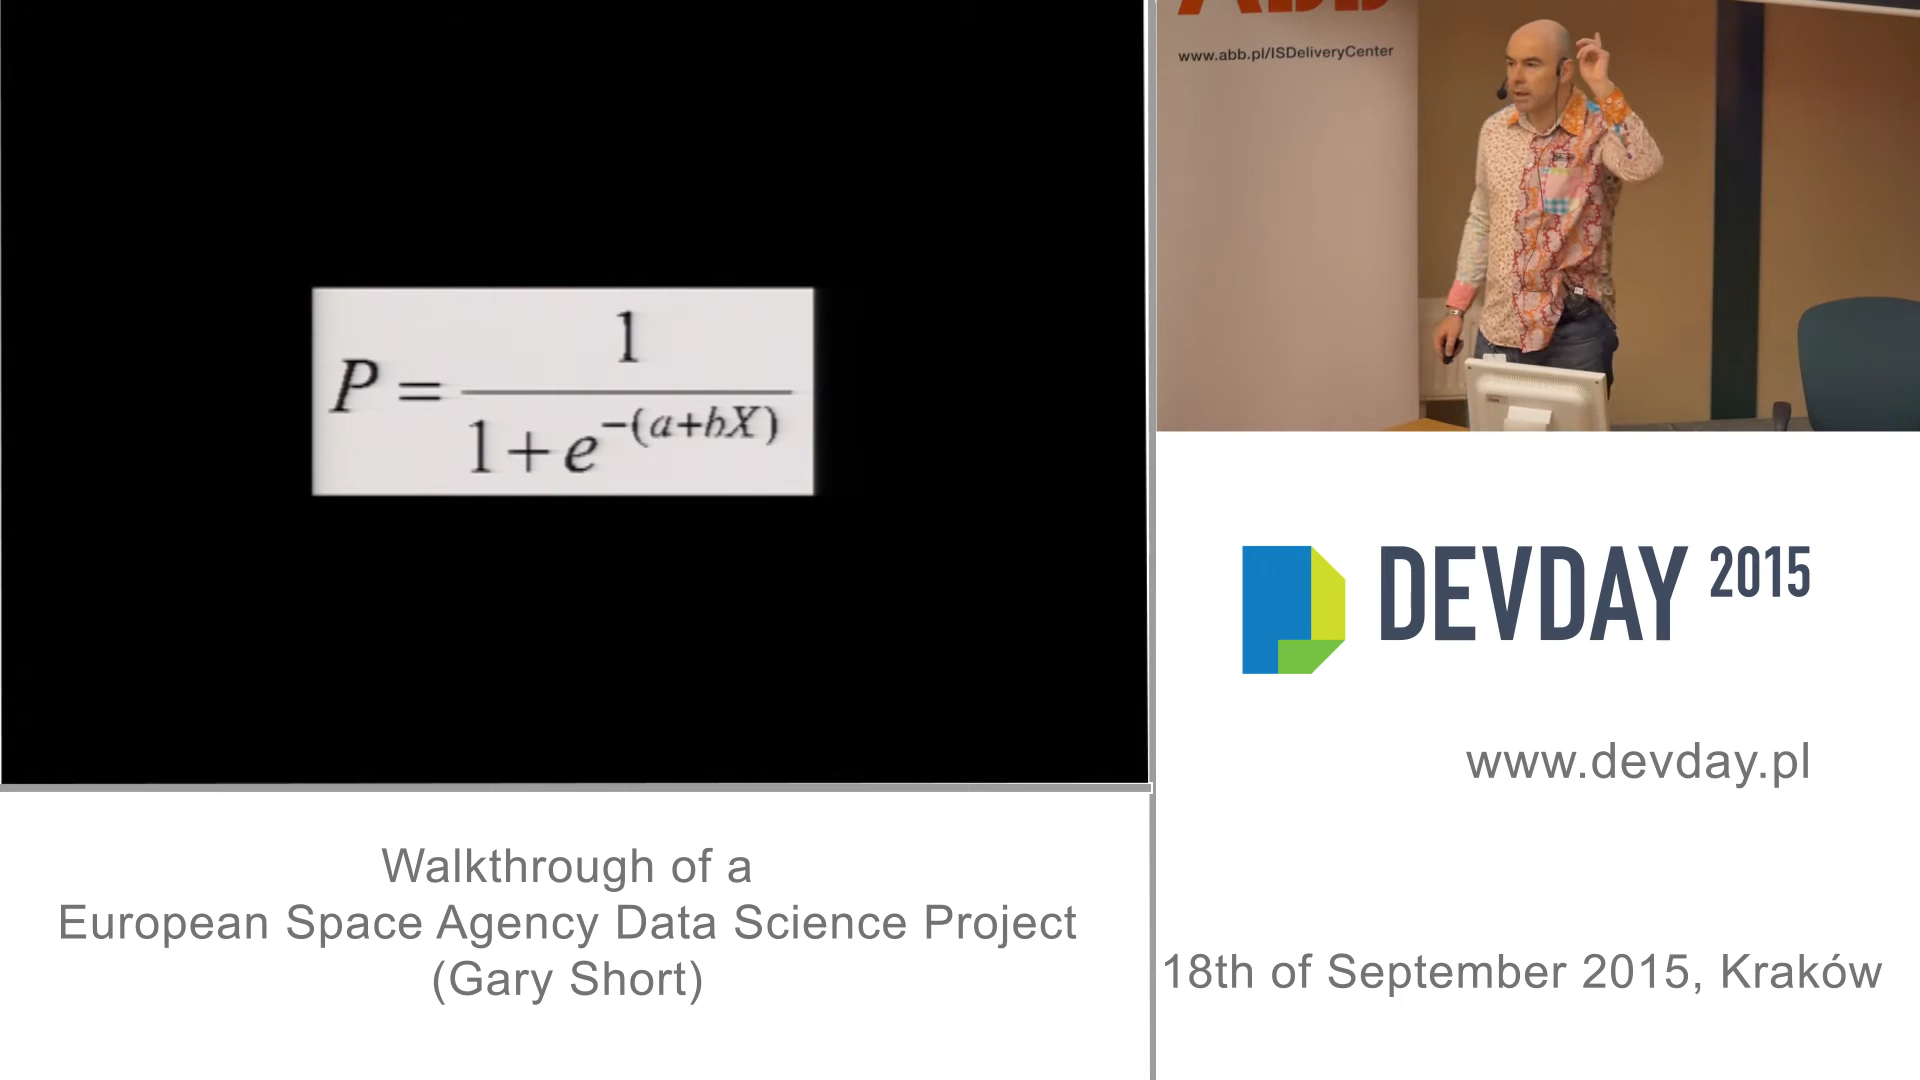 P = 1 / (1 + e^-(a+bX))
ABB
www.abb.pl/ISDeliveryCenter
DEVDAY 2015
www.devday.pl
Walkthrough of a
European Space Agency Data Science Project
(Gary Short)
18th of September 2015, Kraków